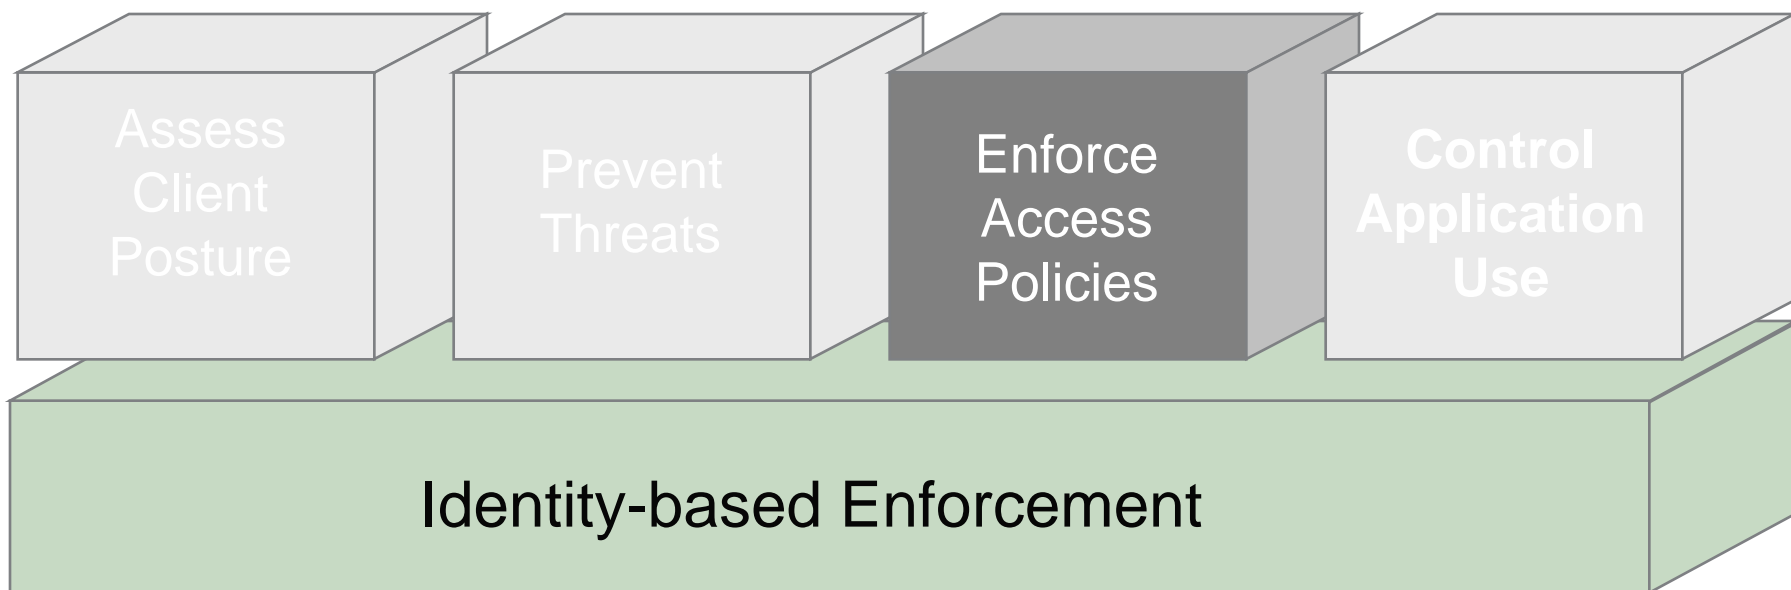 Assess
Client
Posture
Prevent
Threats
Enforce
Access
Policies
Control
Application
Use
Identity-based Enforcement